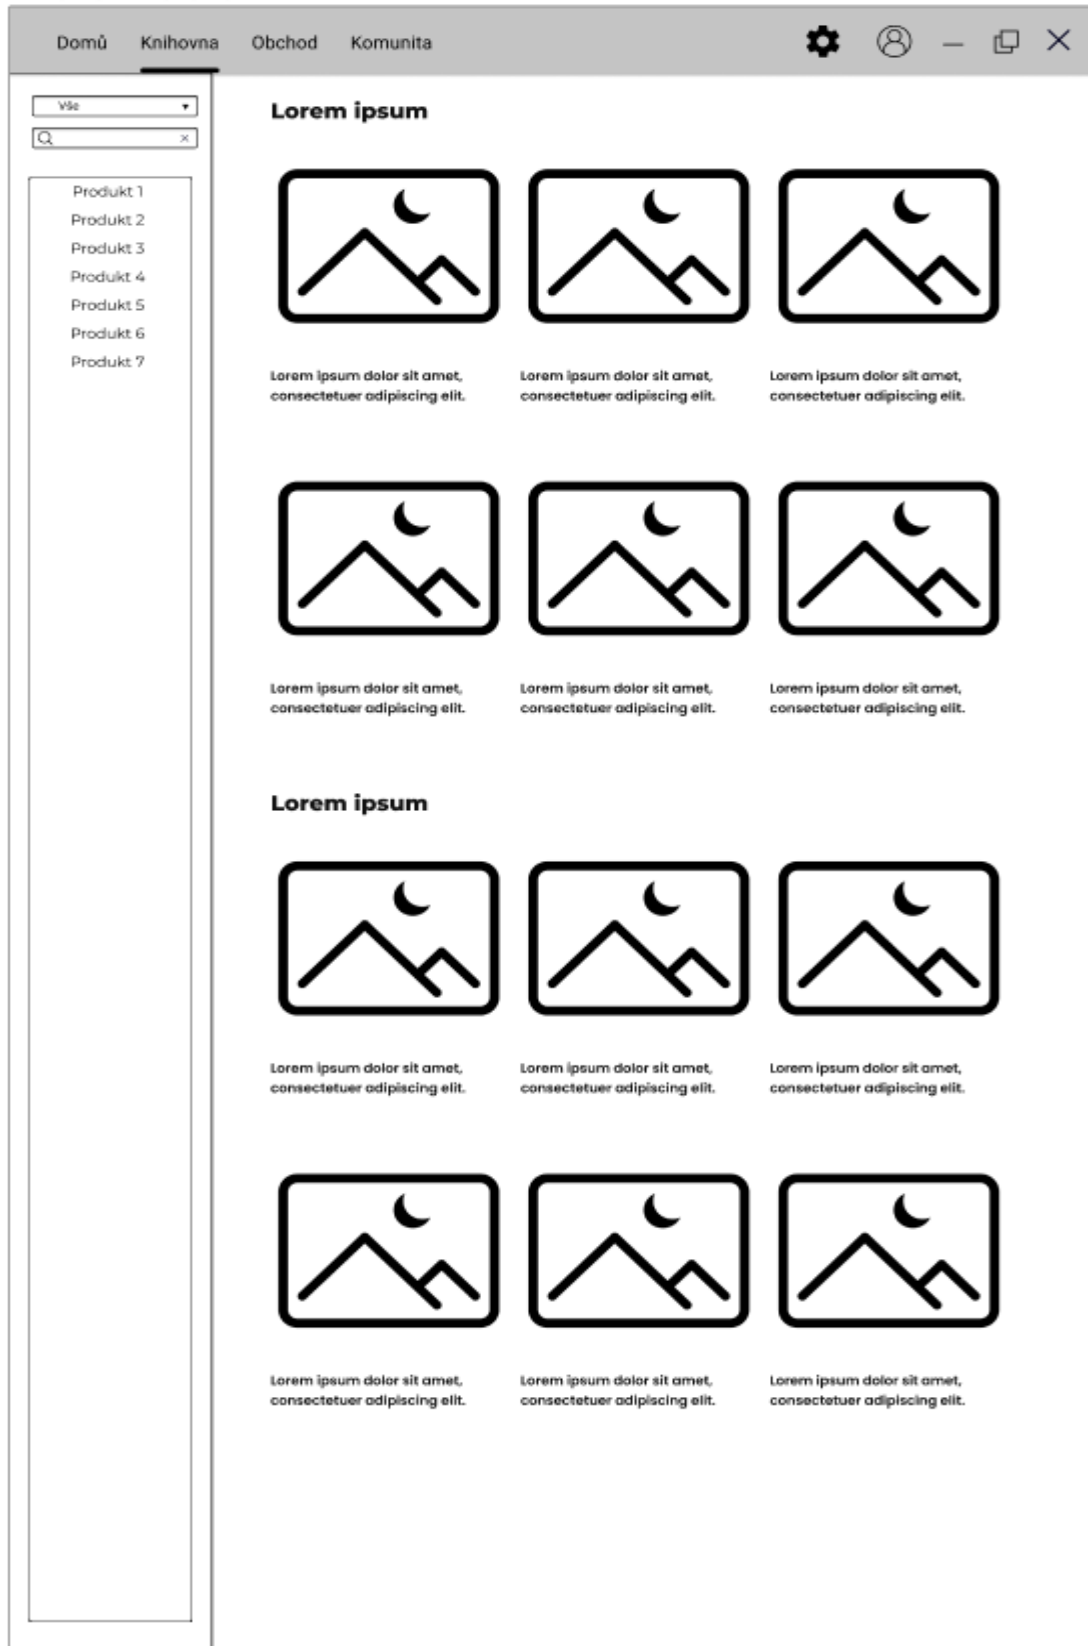 Domů Knihovna Obchod Komunita
Vše
Produkt 1
Produkt 2
Produkt 3
Produkt 4
Produkt 5
Produkt 6
Produkt 7
Lorem ipsum
Lorem ipsum dolor sit amet,
consectetuer adipiscing elit.
Lorem ipsum dolor sit amet,
consectetuer adipiscing elit.
Lorem ipsum dolor sit amet,
consectetuer adipiscing elit.
Lorem ipsum dolor sit amet,
consectetuer adipiscing elit.
Lorem ipsum dolor sit amet,
consectetuer adipiscing elit.
Lorem ipsum dolor sit amet,
consectetuer adipiscing elit.
Lorem ipsum
Lorem ipsum dolor sit amet,
consectetuer adipiscing elit.
Lorem ipsum dolor sit amet,
consectetuer adipiscing elit.
Lorem ipsum dolor sit amet,
consectetuer adipiscing elit.
Lorem ipsum dolor sit amet,
consectetuer adipiscing elit.
Lorem ipsum dolor sit amet,
consectetuer adipiscing elit.
Lorem ipsum dolor sit amet,
consectetuer adipiscing elit.